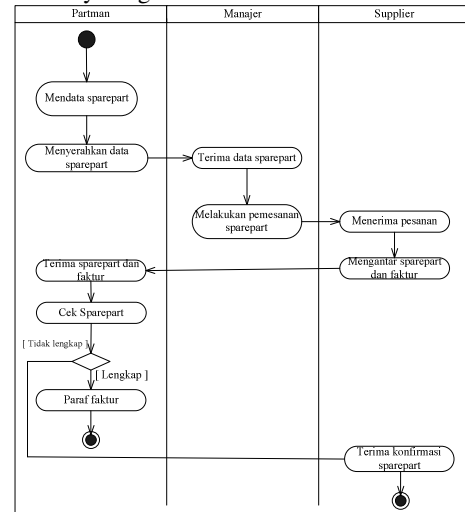 Partman
Manajer
Supplier
Mendata sparepart
Menyerahkan data
sparepart
Terima data sparepart
Melakukan pemesanan
sparepart
Menerima pesanan
Mengantar sparepart
dan faktur
Terima sparepart dan
faktur
Cek Sparepart
[ Tidak lengkap ]
[ Lengkap ]
Paraf faktur
Terima konfirmasi
sparepart